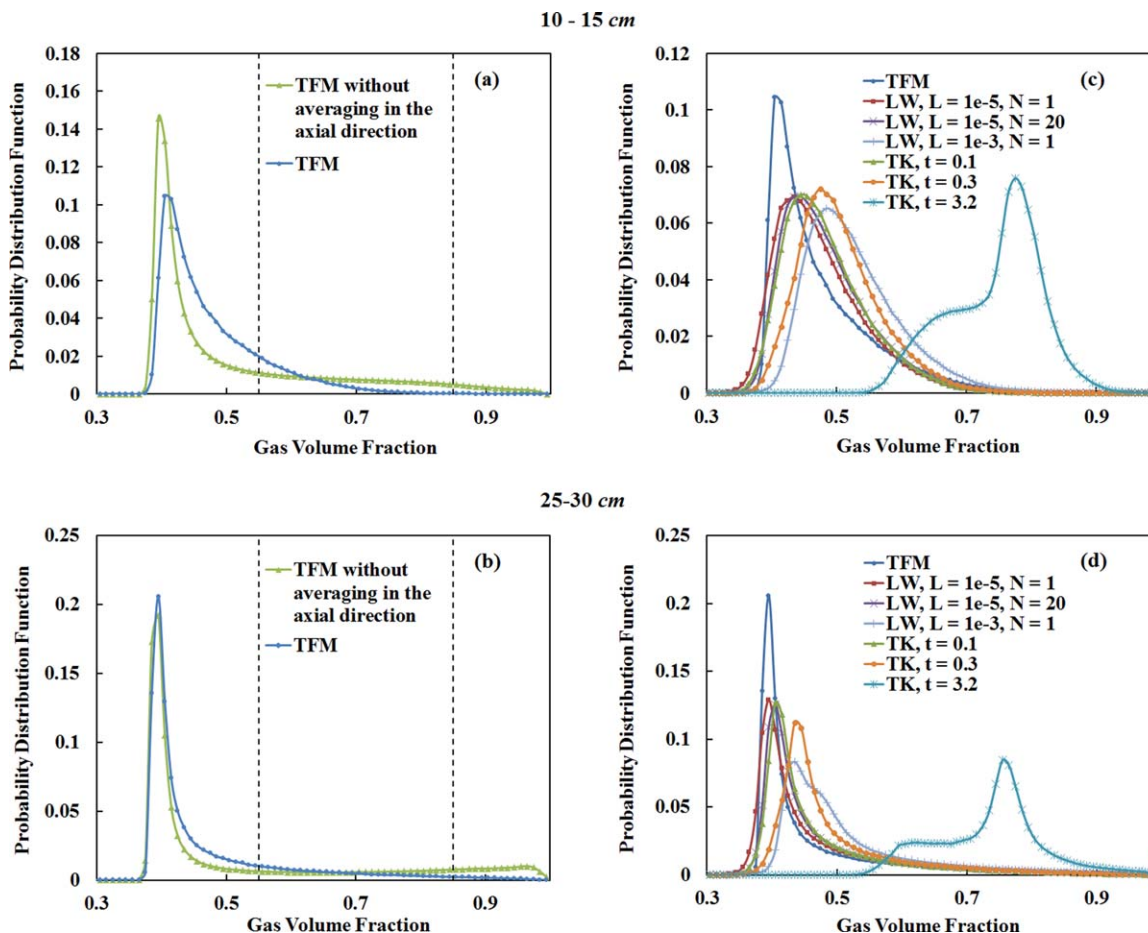 10 - 15 cm
Probability Distribution Function
0.18
0.16
0.14
0.12
0.1
0.08
0.06
0.04
0.02
0
0.3
0.5
0.7
0.9
Gas Volume Fraction
(a)
TFM without
averaging in the
axial direction
TFM
Probability Distribution Function
0.12
0.1
0.08
0.06
0.04
0.02
0
0.3
0.5
0.7
0.9
Gas Volume Fraction
(c)
TFM
LW, L = 1e-5, N = 1
LW, L = 1e-5, N = 20
LW, L = 1e-3, N = 1
TK, t = 0.1
TK, t = 0.3
TK, t = 3.2
25-30 cm
Probability Distribution Function
0.25
0.2
0.15
0.1
0.05
0
0.3
0.5
0.7
0.9
Gas Volume Fraction
(b)
TFM without
averaging in the
axial direction
TFM
Probability Distribution Function
0.25
0.2
0.15
0.1
0.05
0
0.3
0.5
0.7
0.9
Gas Volume Fraction
(d)
TFM
LW, L = 1e-5, N = 1
LW, L = 1e-5, N = 20
LW, L = 1e-3, N = 1
TK, t = 0.1
TK, t = 0.3
TK, t = 3.2